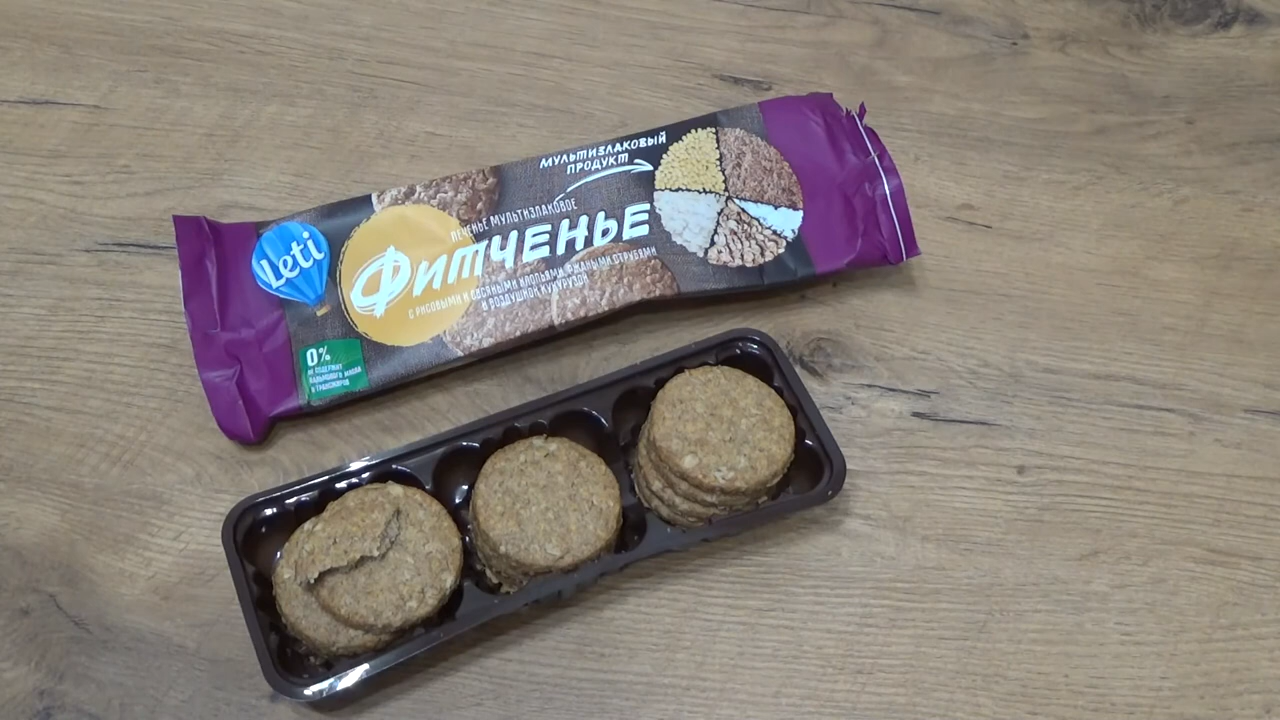 Leti
МУЛЬТИЗЛАКОВЫЙ
ПРОДУКТ
ПЕЧЕНЬЕ МУЛЬТИЗЛАКОВОЕ
ФИТЧЕНЬЕ
С РИСОВЫМИ И ОВСЯНЫМИ ХЛОПЬЯМИ, РЖАНЫМИ ОТРУБЯМИ
И ВОЗДУШНОЙ КУКУРУЗОЙ
0%
НЕ СОДЕРЖИТ
ПАЛЬМОВОГО МАСЛА
И ТРАНСЖИРОВ